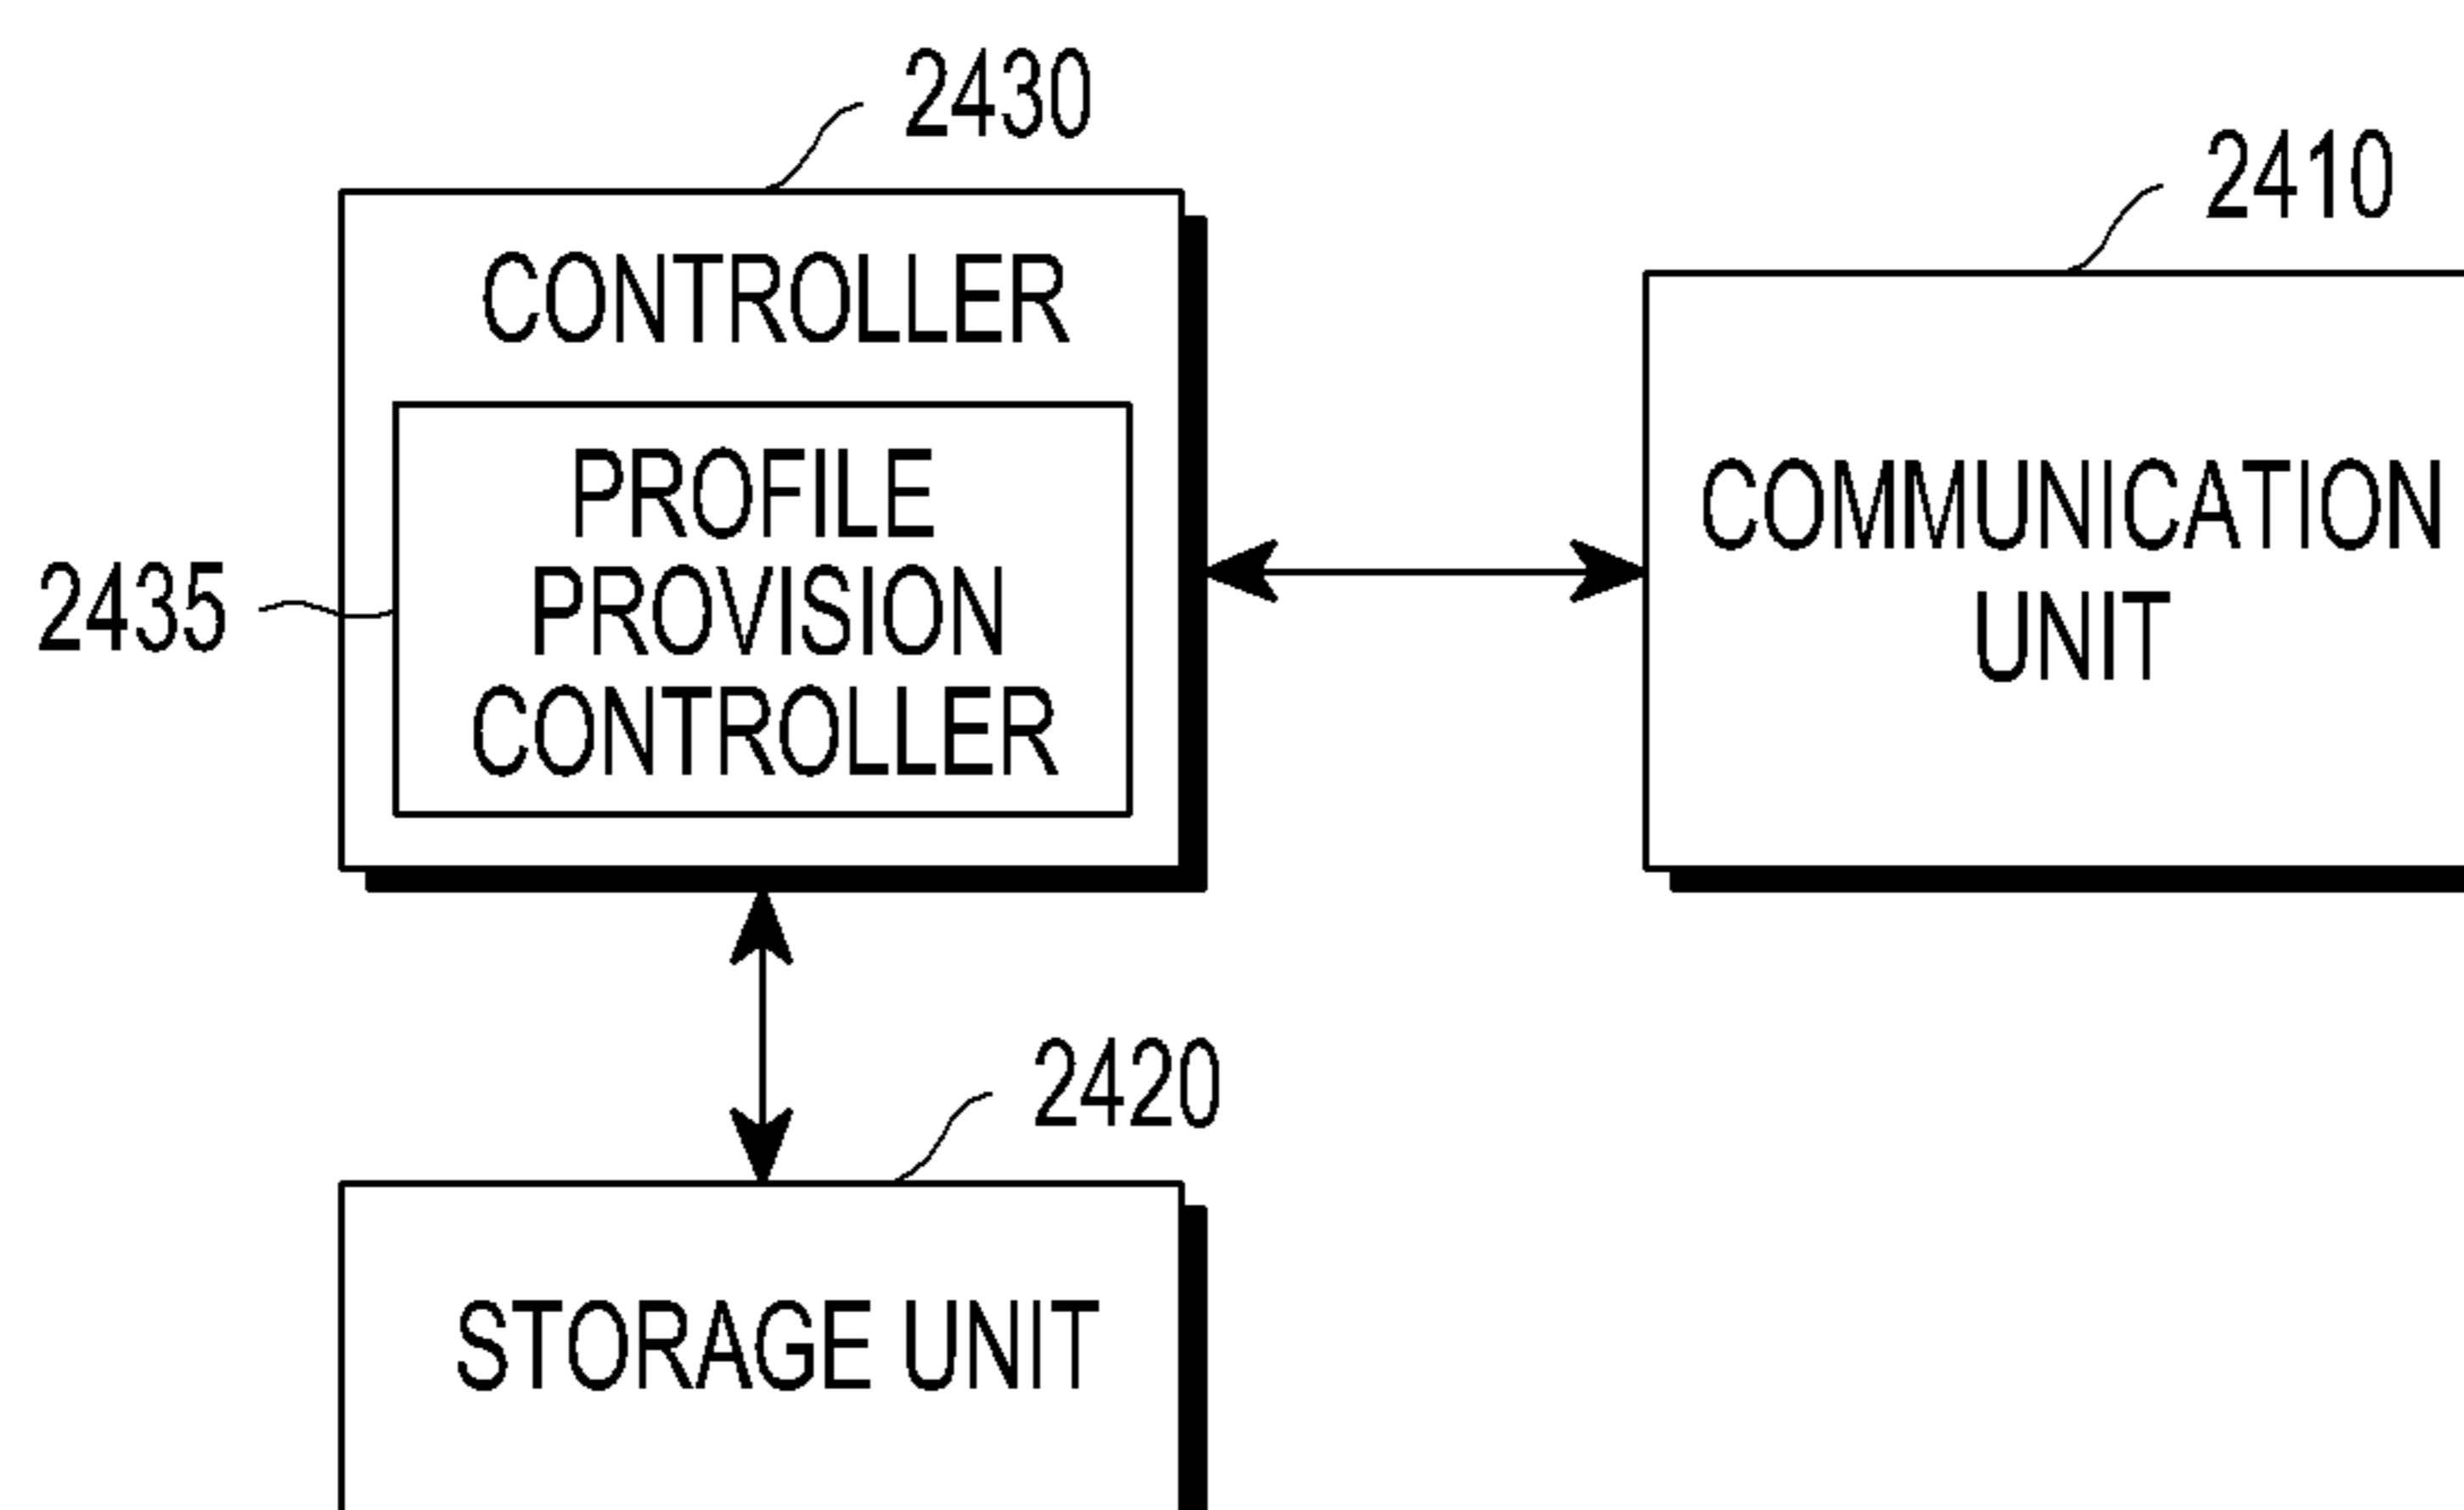 2430
2410
CONTROLLER
PROFILE
PROVISION
CONTROLLER
2435
COMMUNICATION
UNIT
2420
STORAGE UNIT